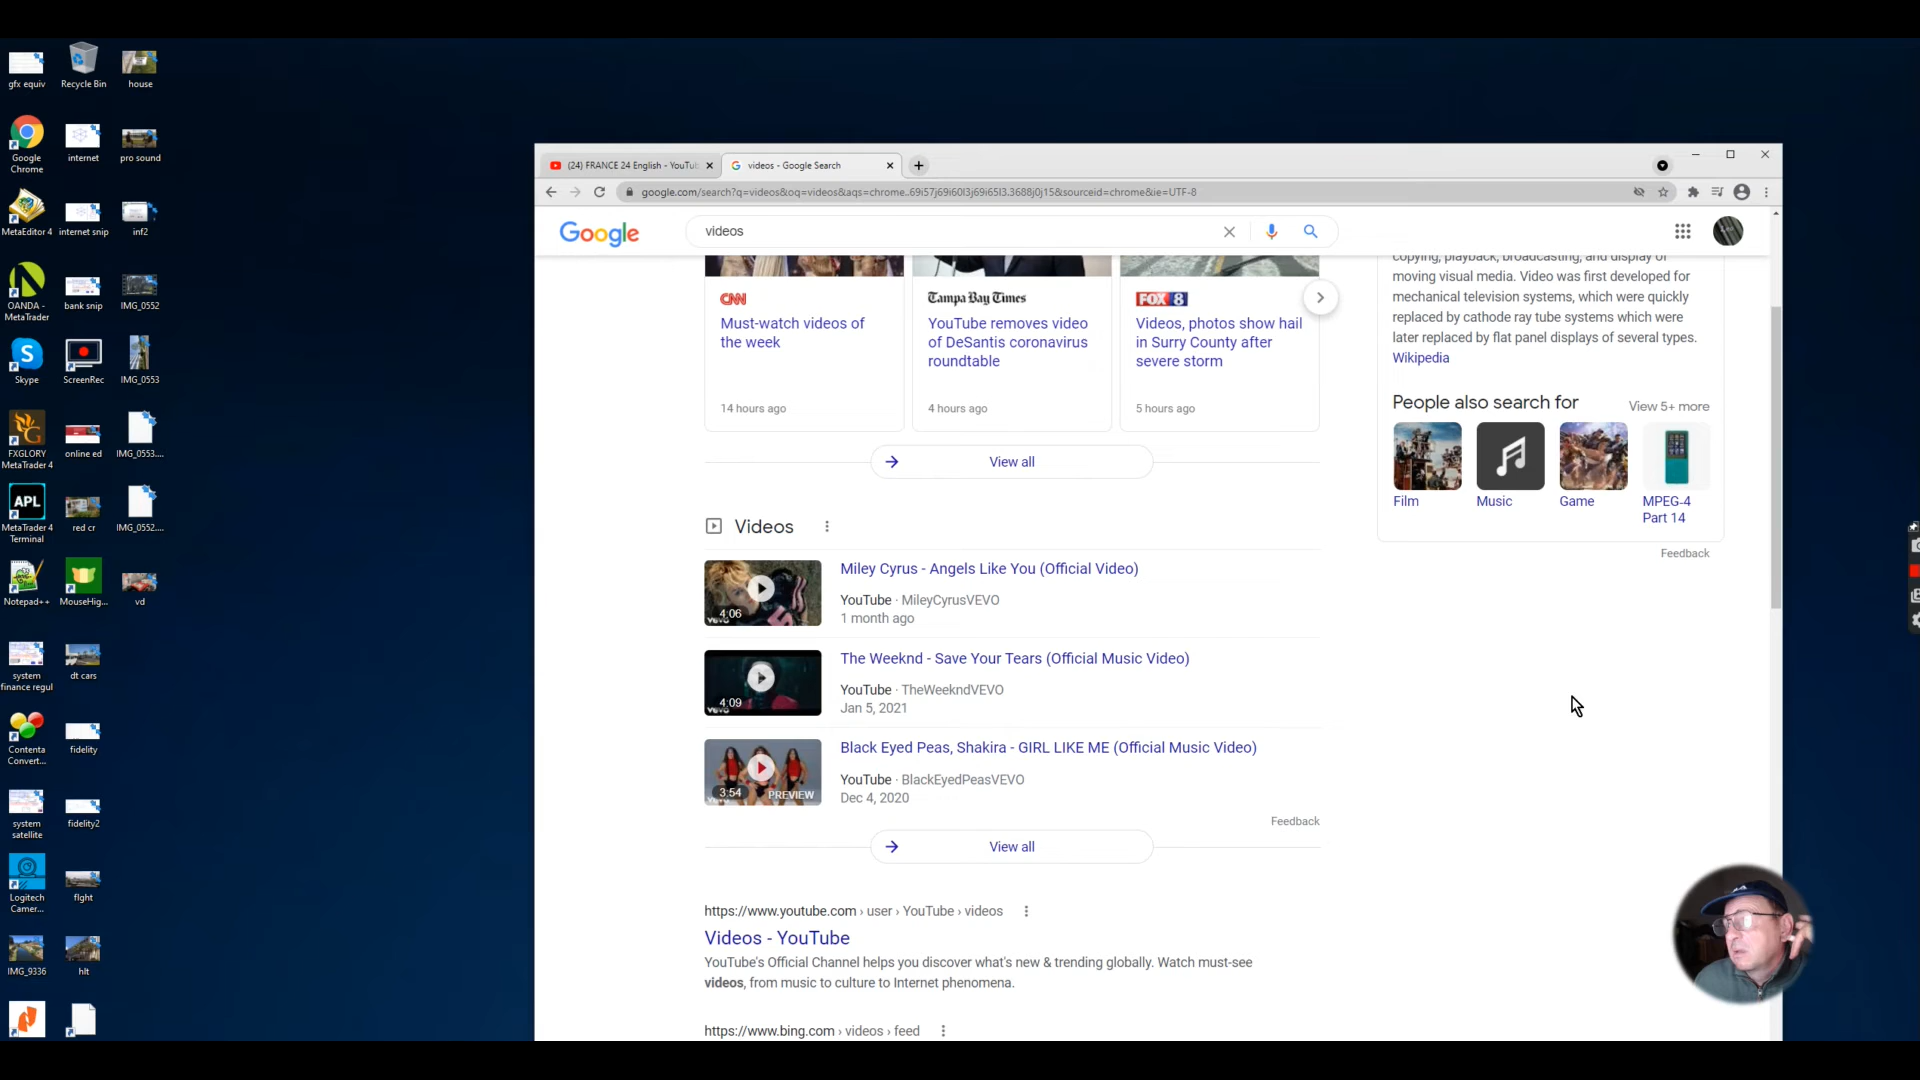 gfx equiv
Recycle Bin
house
Google
Chrome
internet
pro sound
MetaEditor 4
internet snip
inf2
OANDA -
MetaTrader
bank snip
IMG_0552
Skype
ScreenRec
IMG_0553
FXGLORY
MetaTrader 4
online ed
IMG_0553....
APL
MetaTrader 4
Terminal
red cr
IMG_0552....
Notepad++
MouseHig...
vd
system
finance regul
dt cars
Contenta
Convert...
fidelity
system
satellite
fidelity2
Logitech
Camer...
flght
IMG_9336
hlt
(24) FRANCE 24 English - YouTub
videos - Google Search
google.com/search?q=videos&oq=videos&aqs=chrome..69i57j69i60l3j69i65l3.3688j0j15&sourceid=chrome&ie=UTF-8
Google
videos
CNN
Must-watch videos of
the week
14 hours ago
Tampa Bay Times
YouTube removes video
of DeSantis coronavirus
roundtable
4 hours ago
FOX 8
Videos, photos show hail
in Surry County after
severe storm
5 hours ago
View all
Videos
Miley Cyrus - Angels Like You (Official Video)
YouTube · MileyCyrusVEVO
1 month ago
4:06
vevo
The Weeknd - Save Your Tears (Official Music Video)
YouTube · TheWeekndVEVO
Jan 5, 2021
4:09
vevo
Black Eyed Peas, Shakira - GIRL LIKE ME (Official Music Video)
YouTube · BlackEyedPeasVEVO
Dec 4, 2020
3:54
PREVIEW
Feedback
View all
https://www.youtube.com › user › YouTube › videos
Videos - YouTube
YouTube's Official Channel helps you discover what's new & trending globally. Watch must-see
videos, from music to culture to Internet phenomena.
https://www.bing.com › videos › feed
copying, playback, broadcasting, and display of
moving visual media. Video was first developed for
mechanical television systems, which were quickly
replaced by cathode ray tube systems which were
later replaced by flat panel displays of several types.
Wikipedia
People also search for
View 5+ more
Film
Music
Game
MPEG-4
Part 14
Feedback